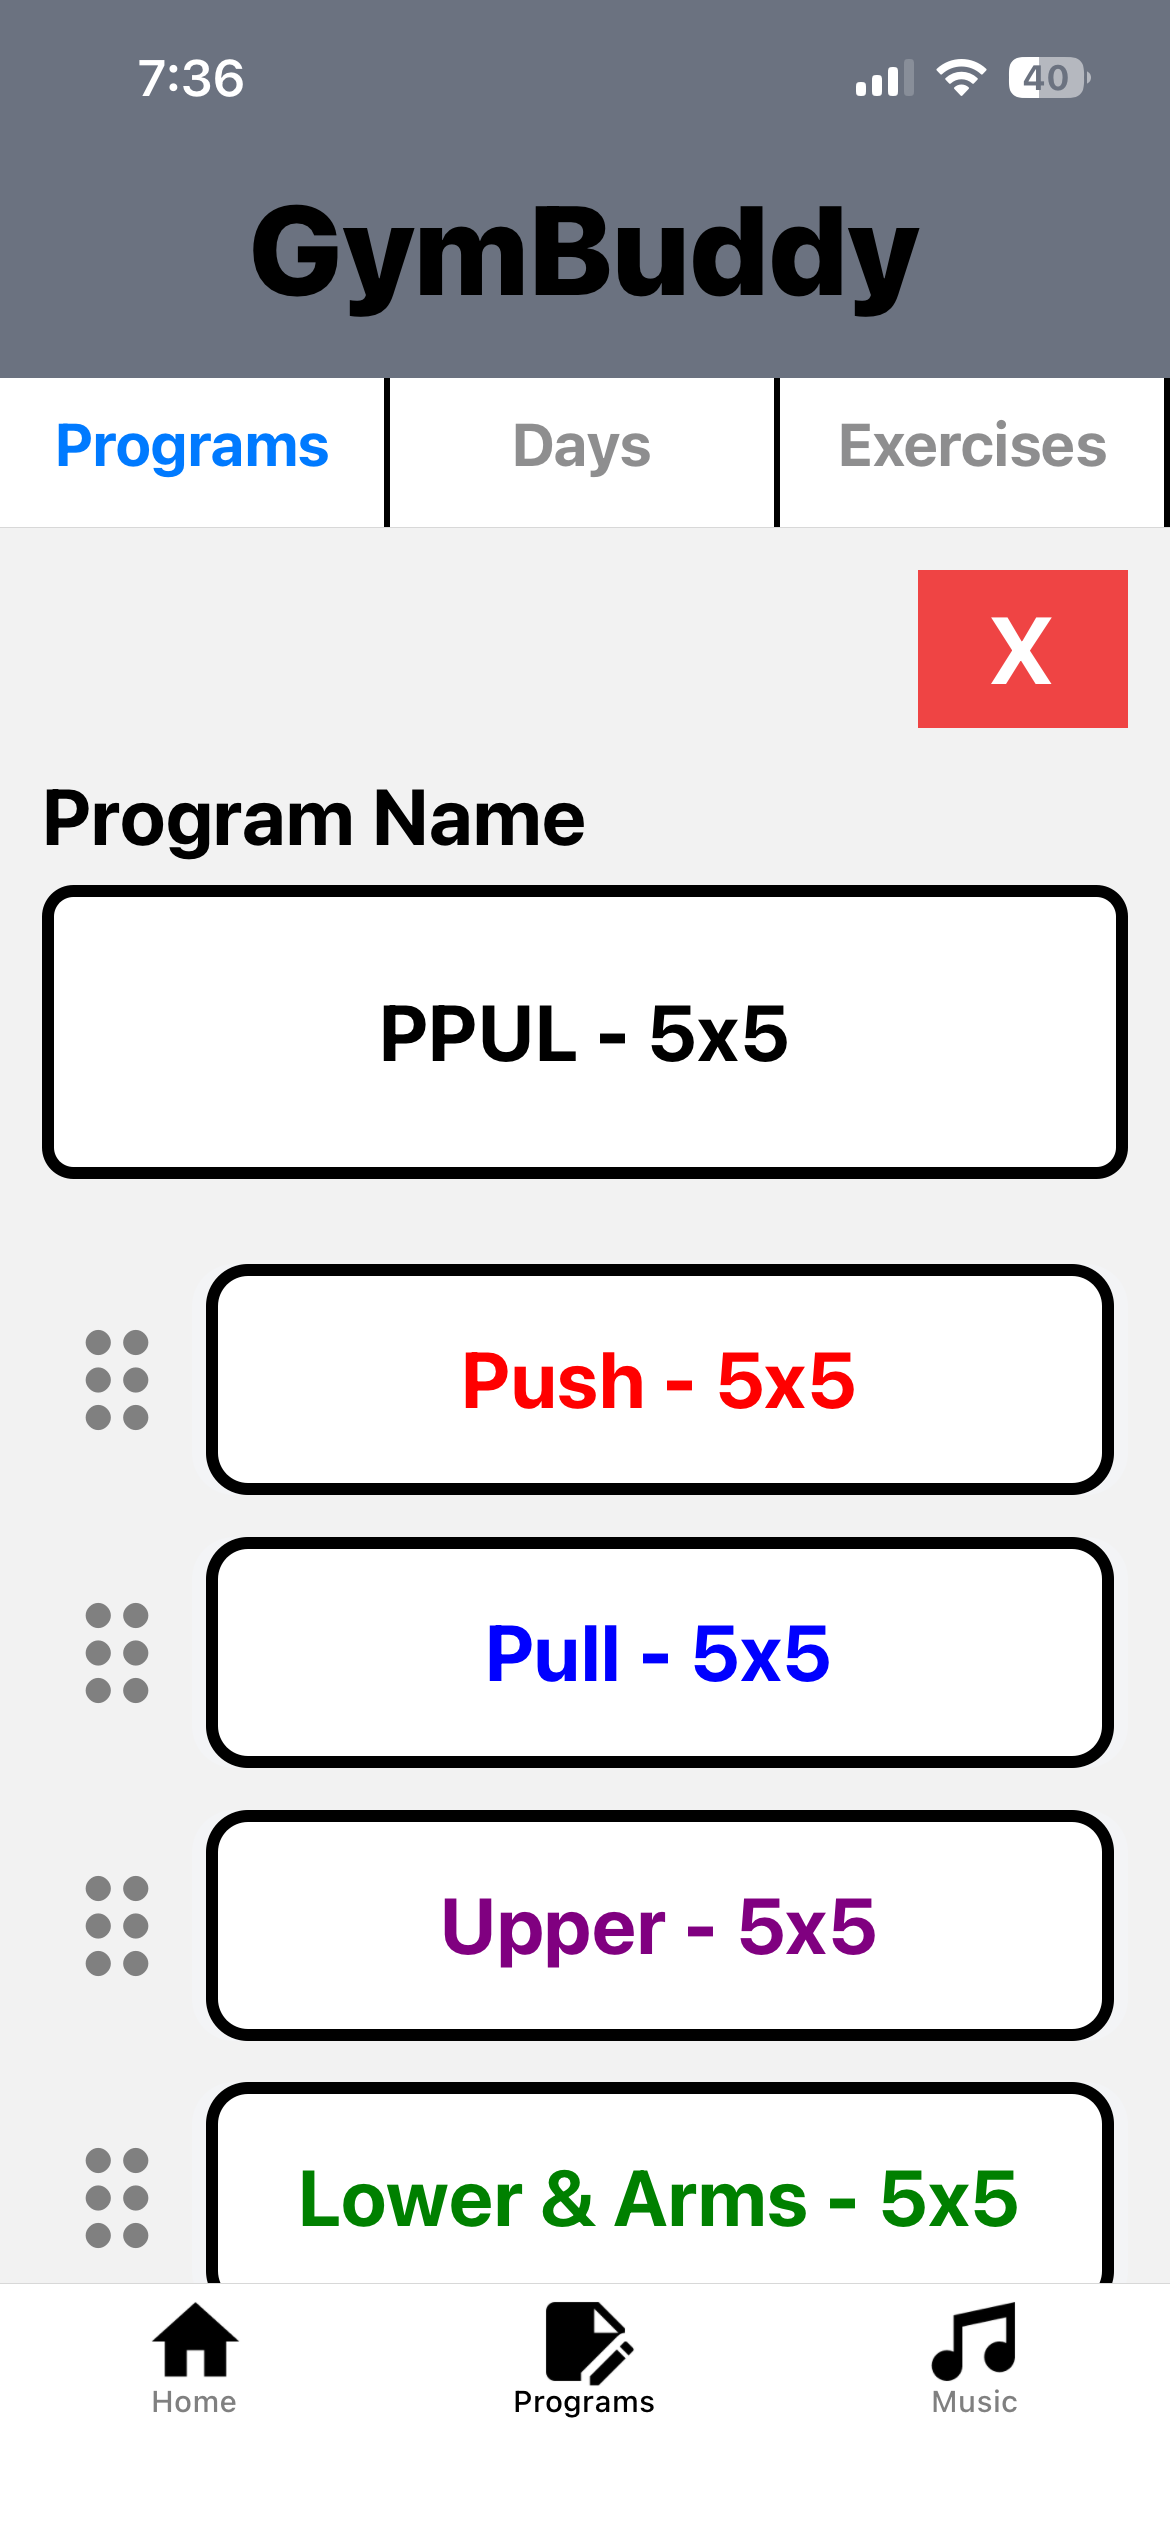 7:36
40
GymBuddy
Programs Days Exercises
X
Program Name
PPUL - 5x5
Push - 5x5
Pull - 5x5
Upper - 5x5
Lower & Arms - 5x5
Home Programs Music